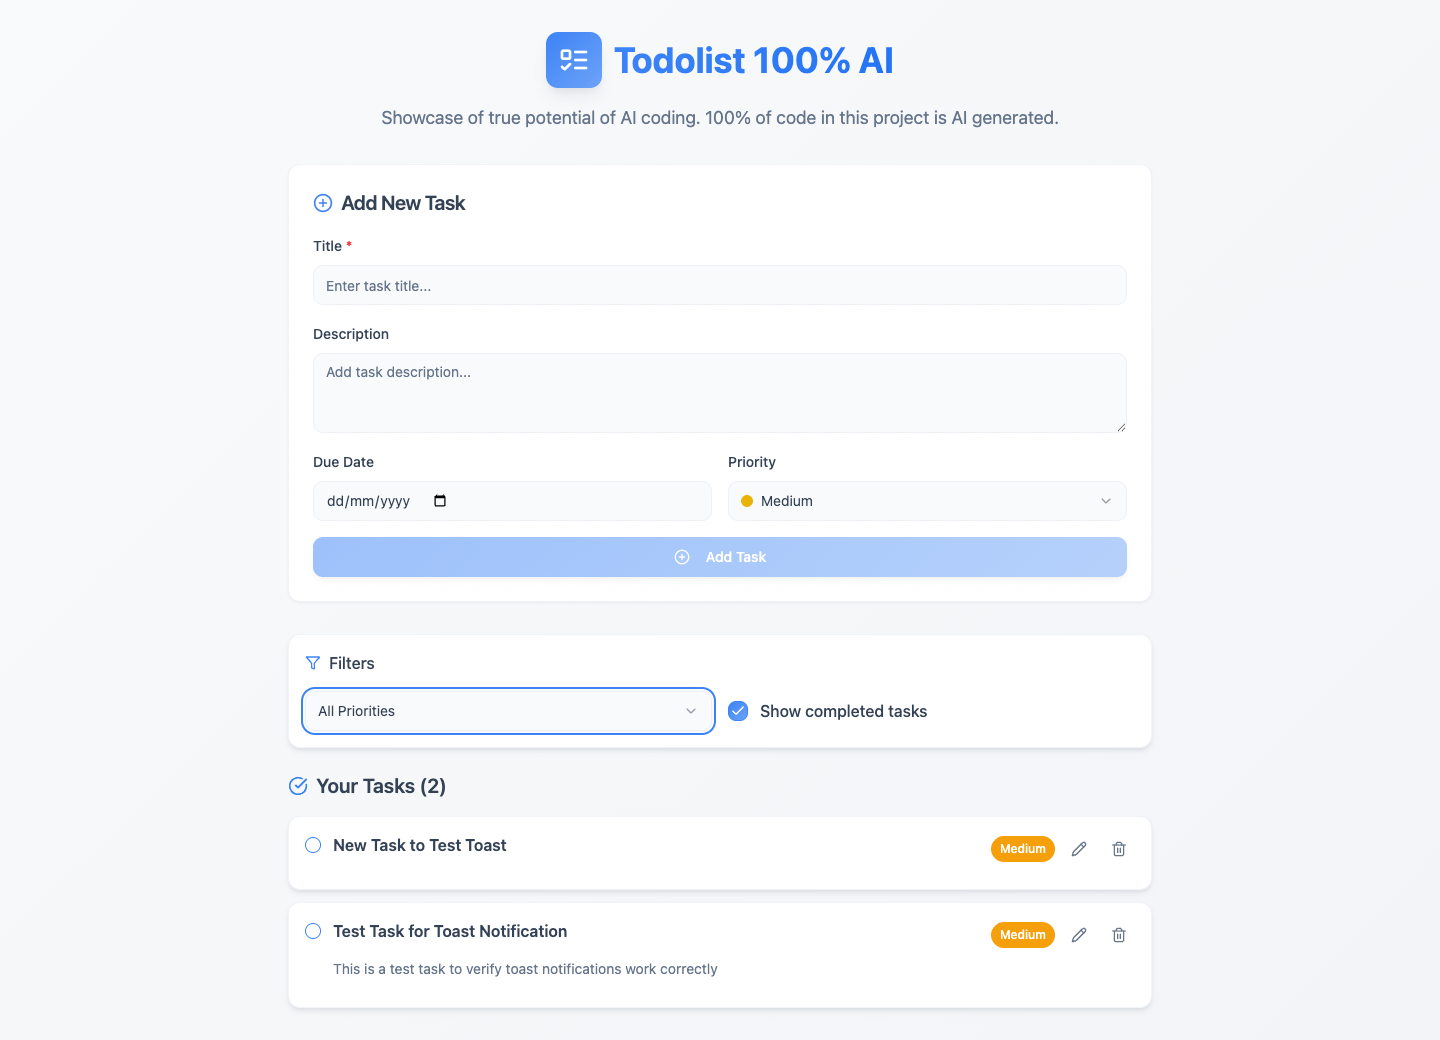 Todolist 100% AI
Showcase of true potential of AI coding. 100% of code in this project is AI generated.
Add New Task
Title *
Enter task title...
Description
Add task description...
Due Date
Priority
dd/mm/yyyy
Medium
Add Task
Filters
All Priorities
Show completed tasks
Your Tasks (2)
New Task to Test Toast
Medium
Test Task for Toast Notification
Medium
This is a test task to verify toast notifications work correctly